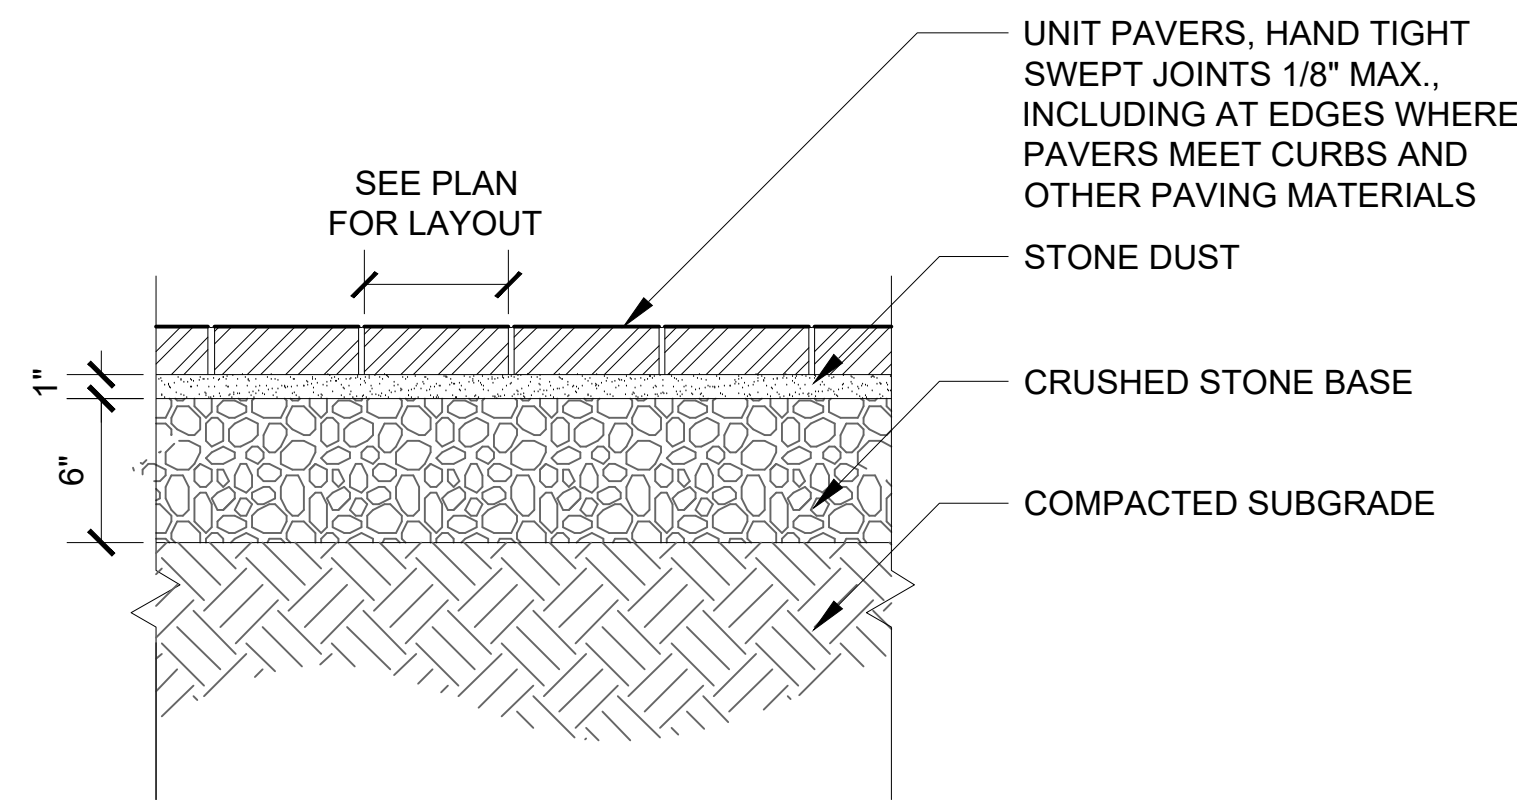 UNIT PAVERS, HAND TIGHT
SWEPT JOINTS 1/8" MAX.,
INCLUDING AT EDGES WHERE
PAVERS MEET CURBS AND
OTHER PAVING MATERIALS
SEE PLAN
FOR LAYOUT
STONE DUST
1"
CRUSHED STONE BASE
6"
COMPACTED SUBGRADE